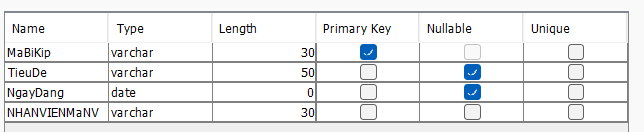 Name Type Length Primary Key Nullable Unique
MaBiKip varchar 30
TieuDe varchar 50
NgayDang date 0
NHANVIENMaNV varchar 30